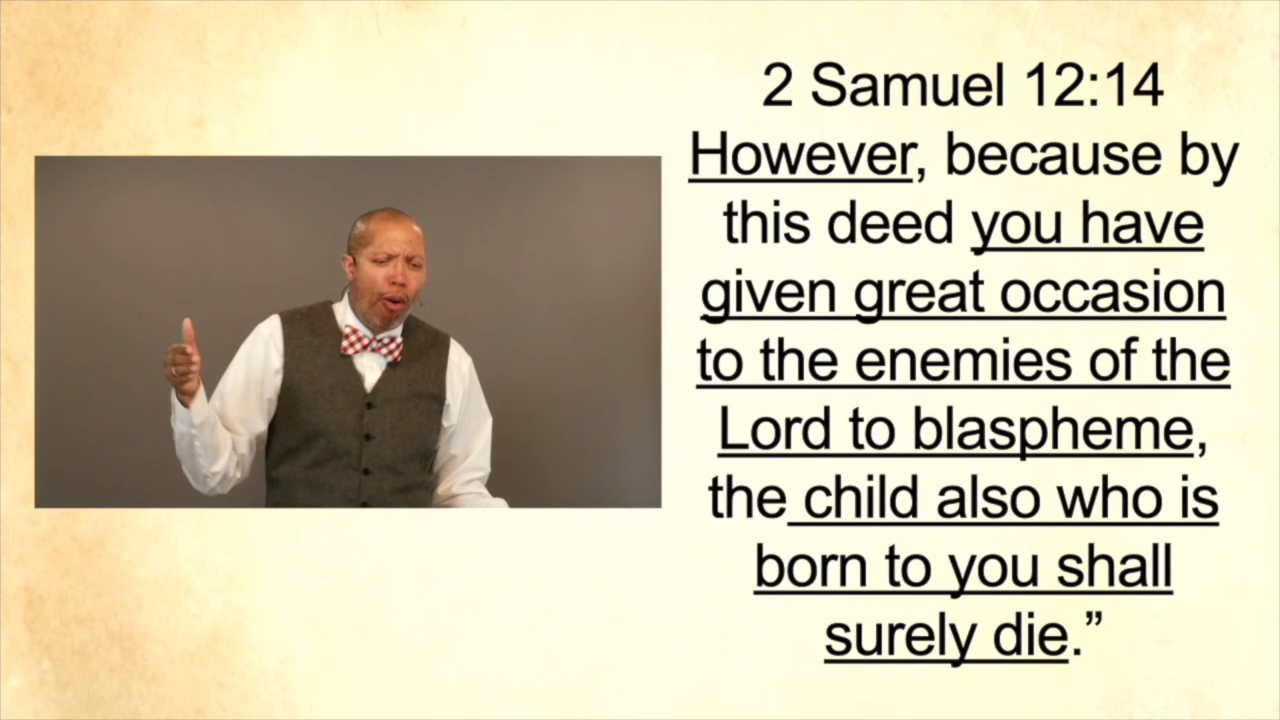 2 Samuel 12:14
However, because by
this deed you have
given great occasion
to the enemies of the
Lord to blaspheme,
the child also who is
born to you shall
surely die.”